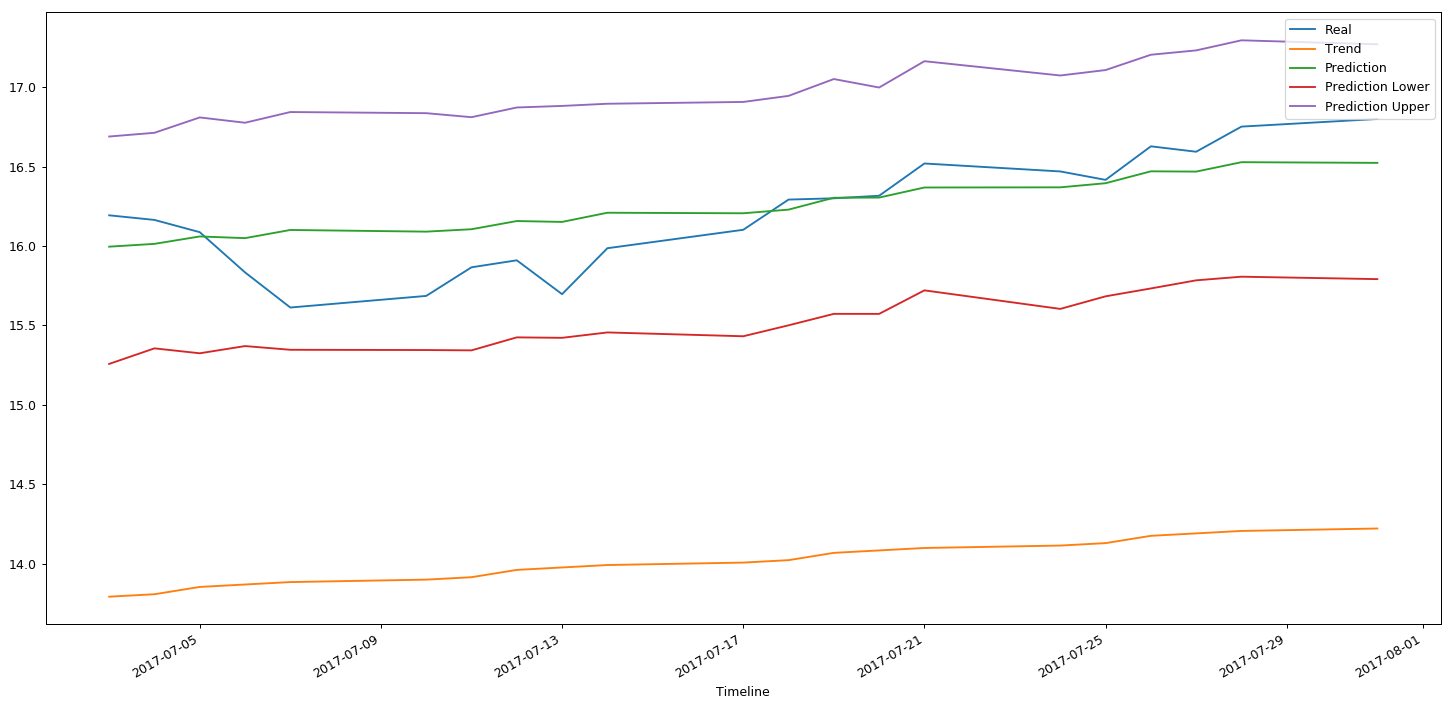 Real
Trend
Prediction
Prediction Lower
Prediction Upper
17.0
16.5
16.0
15.5
15.0
14.5
14.0
2017-07-05
2017-07-09
2017-07-13
2017-07-17
2017-07-21
2017-07-25
2017-07-29
2017-08-01
Timeline